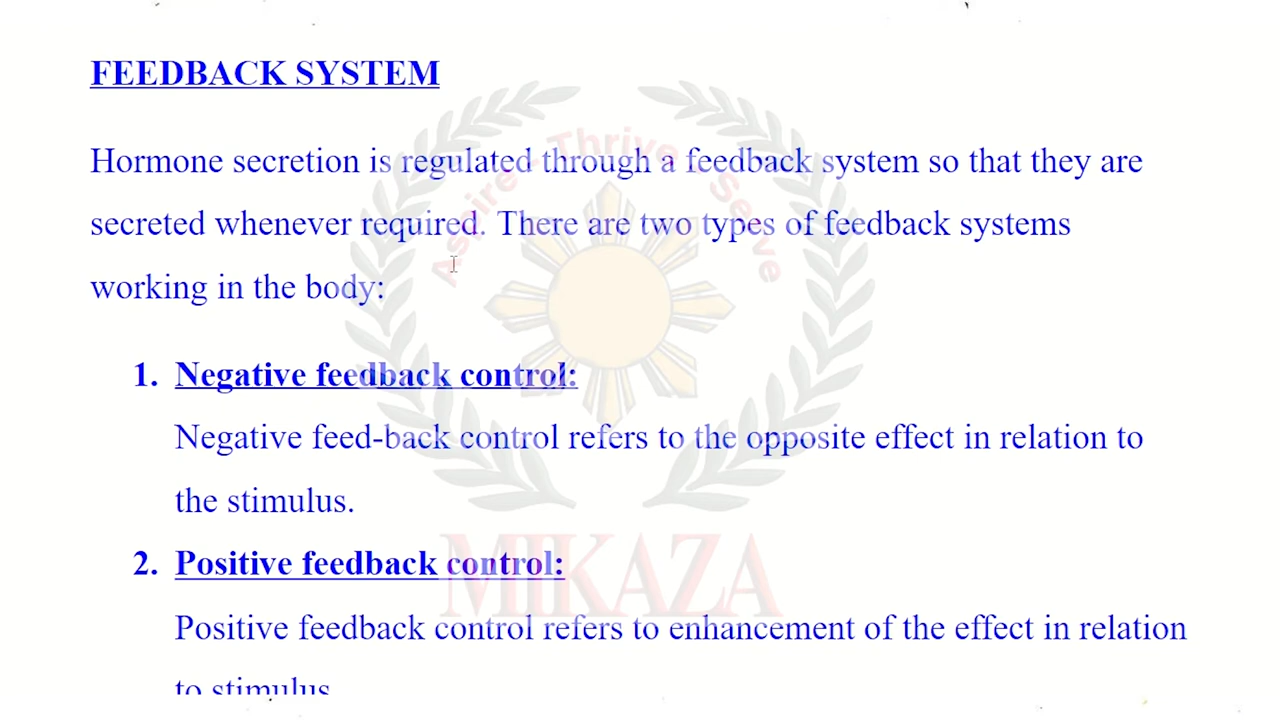 FEEDBACK SYSTEM
Hormone secretion is regulated through a feedback system so that they are
secreted whenever required. There are two types of feedback systems
working in the body:
1. Negative feedback control:
Negative feed-back control refers to the opposite effect in relation to
the stimulus.
2. Positive feedback control:
Positive feedback control refers to enhancement of the effect in relation
to stimulus
Aspire - Thrive - Serve
MIKAZA